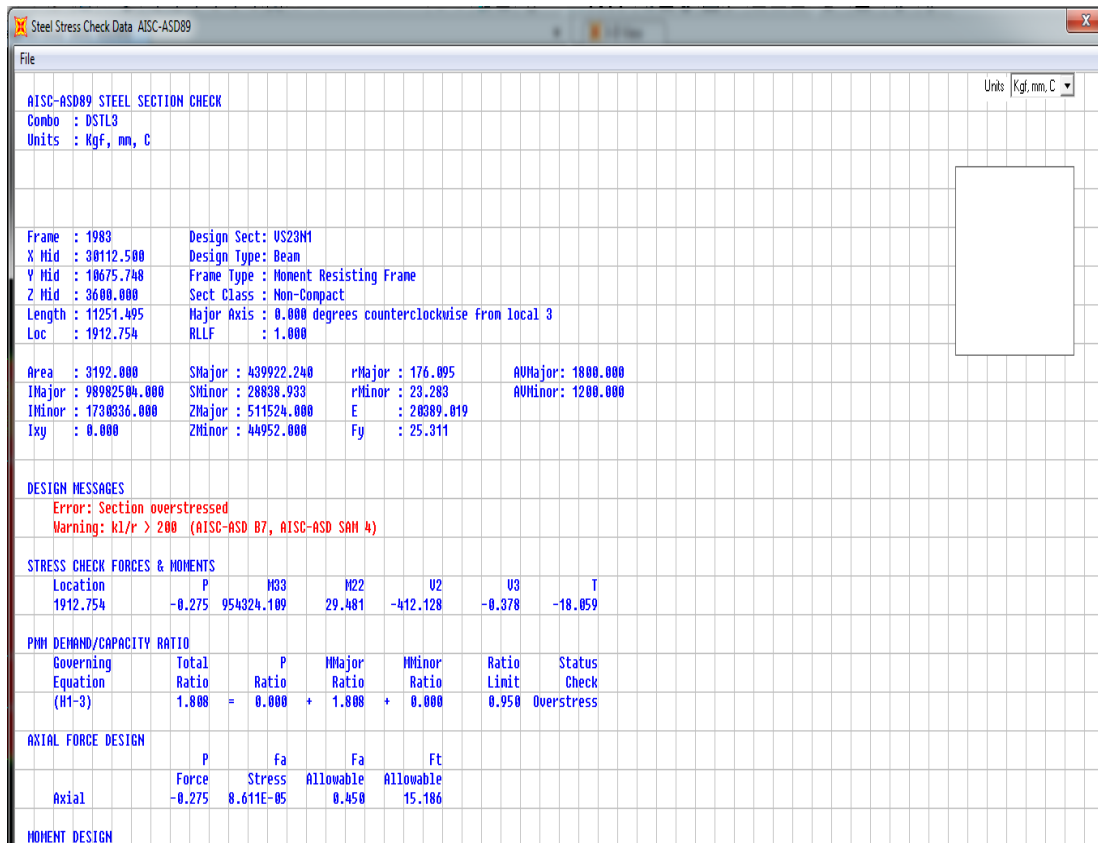 Steel Stress Check Data AISC-ASD89
X
File
Units Kgf, mm, C
AISC-ASD89 STEEL SECTION CHECK
Combo : DSTL3
Units : Kgf, mm, C
Frame : 1983 Design Sect: VS23N1
X Mid : 30112.500 Design Type: Beam
Y Mid : 10675.748 Frame Type : Moment Resisting Frame
Z Mid : 3600.000 Sect Class : Non-Compact
Length : 11251.495 Major Axis : 0.000 degrees counterclockwise from local 3
Loc : 1912.754 RLLF : 1.000
Area : 3192.000 SMajor : 439922.240 rMajor : 176.095 AVMajor: 1800.000
IMajor : 98982504.000 SMinor : 28838.933 rMinor : 23.283 AVMinor: 1200.000
IMinor : 1730336.000 ZMajor : 511524.000 E : 20389.019
Ixy : 0.000 ZMinor : 44952.000 Fy : 25.311
DESIGN MESSAGES
Error: Section overstressed
Warning: kl/r > 200 (AISC-ASD B7, AISC-ASD SAM 4)
STRESS CHECK FORCES & MOMENTS
Location P M33 M22 V2 V3 T
1912.754 -0.275 954324.109 29.481 -412.128 -0.378 -18.059
PMM DEMAND/CAPACITY RATIO
Governing Total P MMajor MMinor Ratio Status
Equation Ratio Ratio Ratio Ratio Limit Check
(H1-3) 1.808 = 0.000 + 1.808 + 0.000 0.950 Overstress
AXIAL FORCE DESIGN
P fa Fa Ft
Force Stress Allowable Allowable
Axial -0.275 8.611E-05 0.450 15.186
MOMENT DESIGN